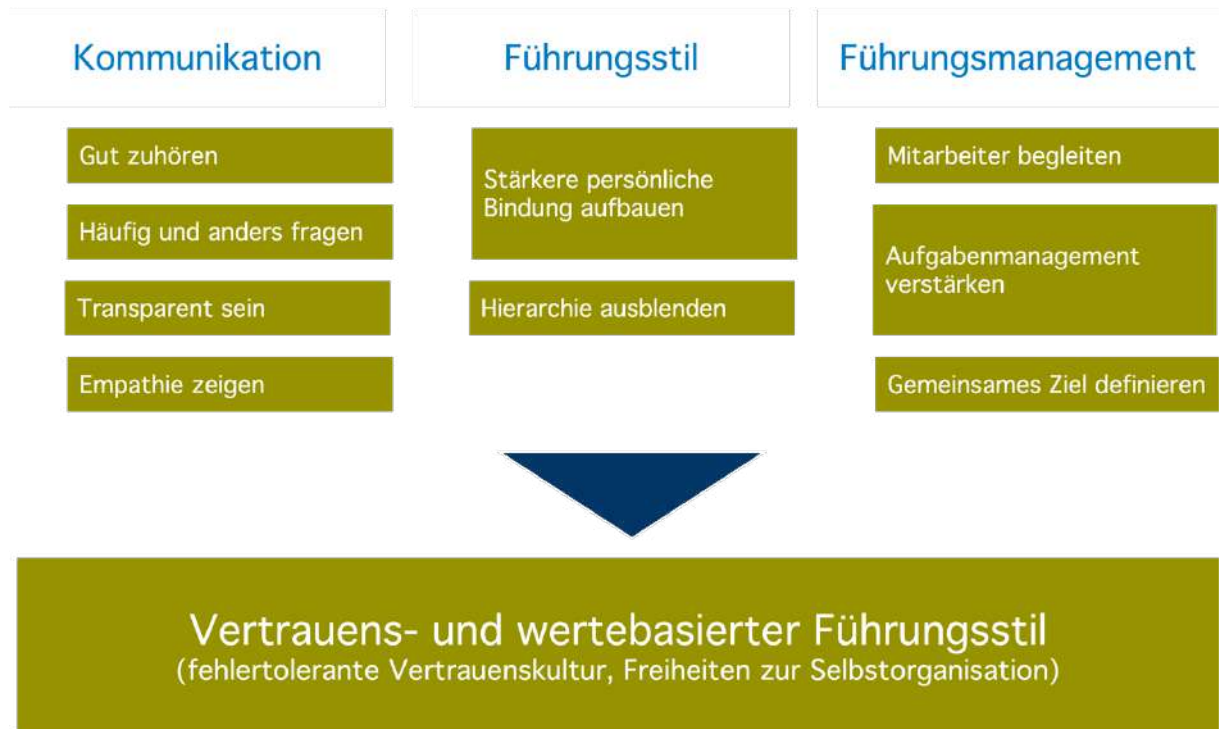 Kommunikation
Gut zuhören
Häufig und anders fragen
Transparent sein
Empathie zeigen
Führungsstil
Stärkere persönliche
Bindung aufbauen
Hierarchie ausblenden
Führungsmanagement
Mitarbeiter begleiten
Aufgabenmanagement
verstärken
Gemeinsames Ziel definieren
Vertrauens- und wertebasierter Führungsstil
(fehlertolerante Vertrauenskultur, Freiheiten zur Selbstorganisation)